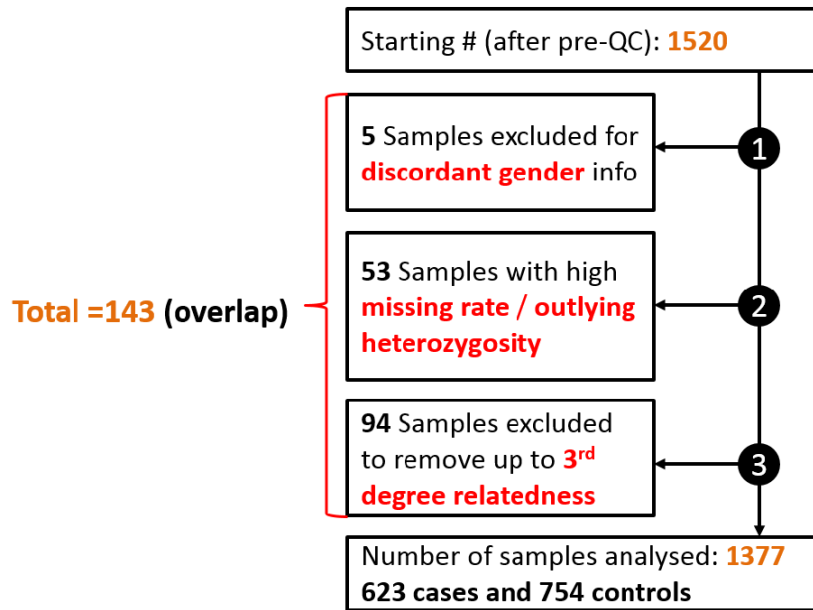 Starting # (after pre-QC): 1520
5 Samples excluded for
discordant gender info
1
53 Samples with high
missing rate / outlying
heterozygosity
2
Total =143 (overlap)
94 Samples excluded
to remove up to 3rd
degree relatedness
3
Number of samples analysed: 1377
623 cases and 754 controls